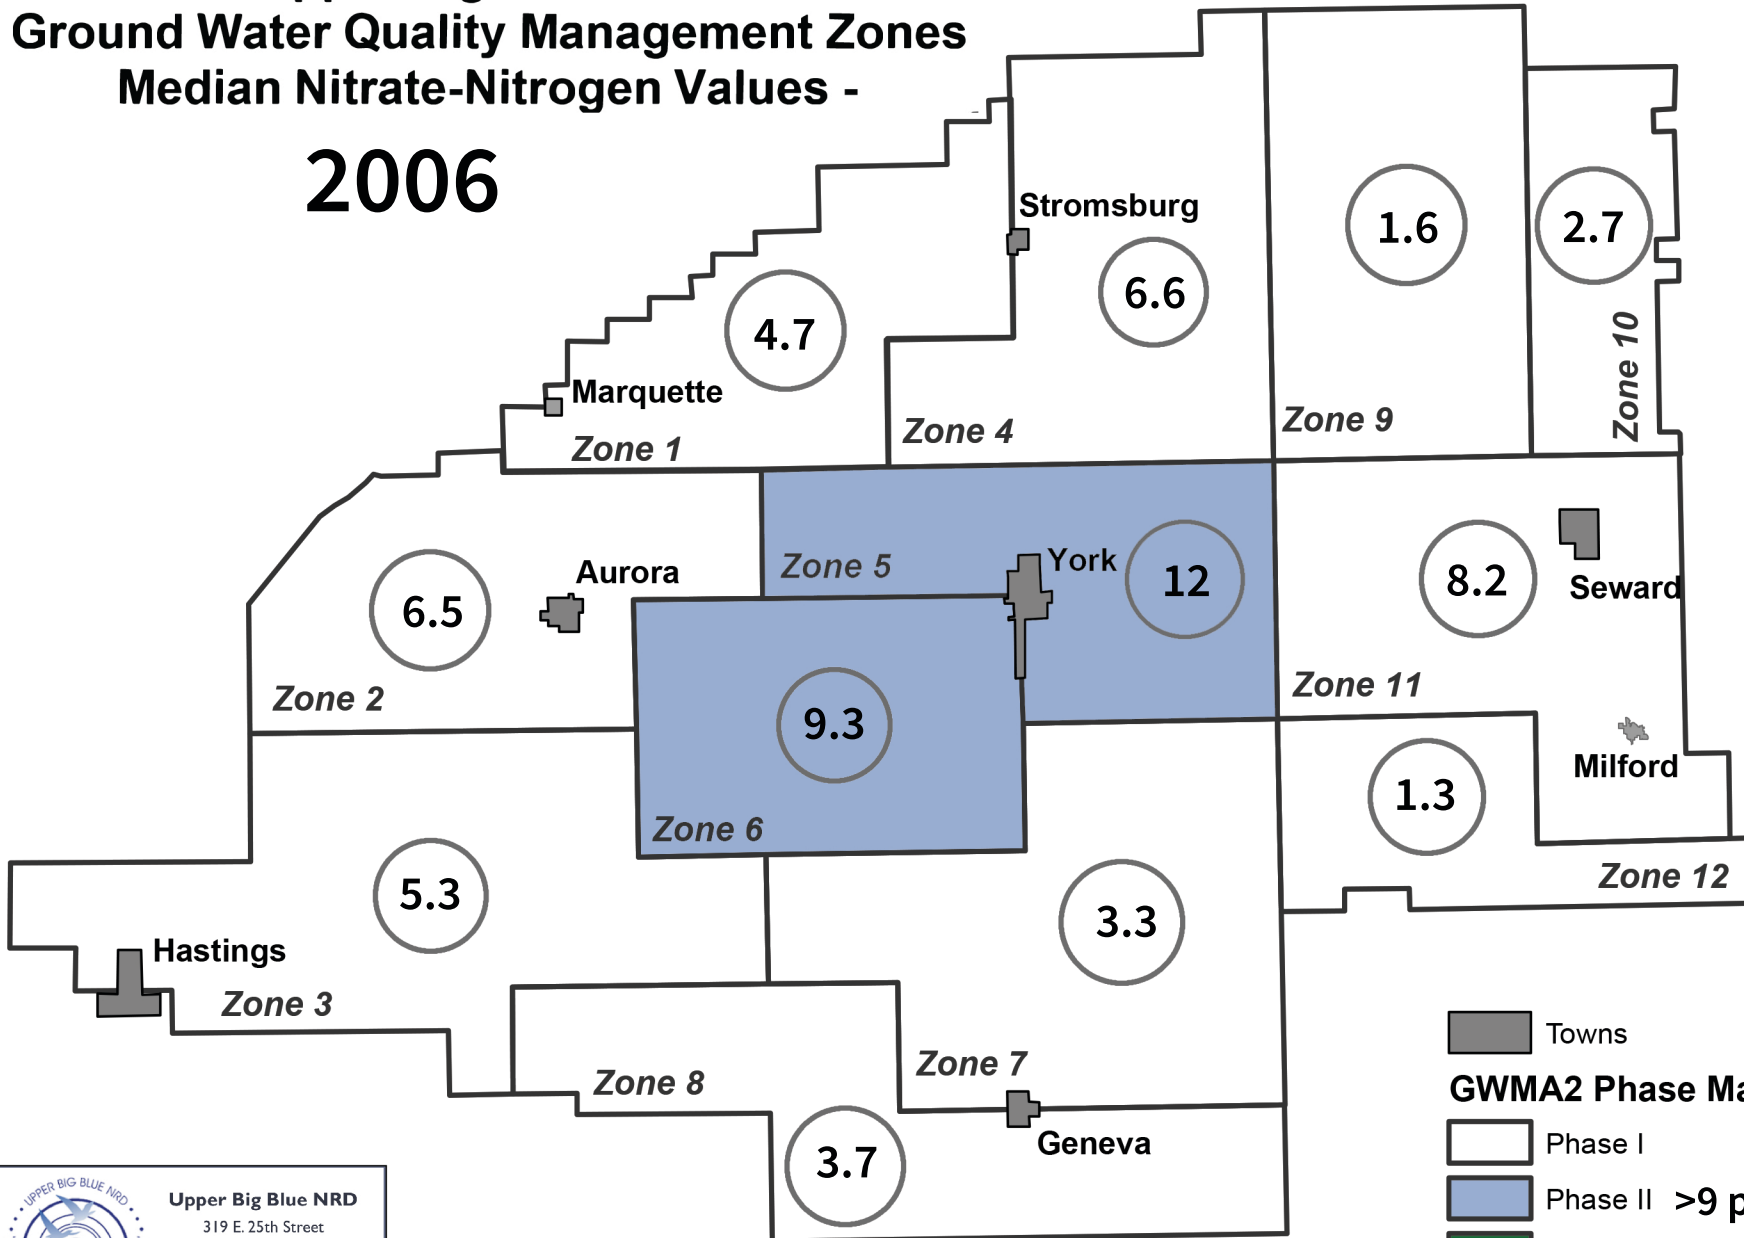 Ground Water Quality Management Zones
Median Nitrate-Nitrogen Values -
2006
Stromsburg
1.6
2.7
6.6
4.7
Zone 10
Marquette
Zone 1
Zone 4
Zone 9
Aurora
Zone 5
York
12
8.2
Seward
6.5
Zone 2
Zone 11
9.3
Milford
1.3
Zone 6
Zone 12
5.3
3.3
Hastings
Zone 3
Zone 7
Zone 8
Geneva
3.7
Towns
GWMA2 Phase Ma
Phase I
Phase II >9 p
UPPER BIG BLUE NRD
Upper Big Blue NRD
319 E. 25th Street